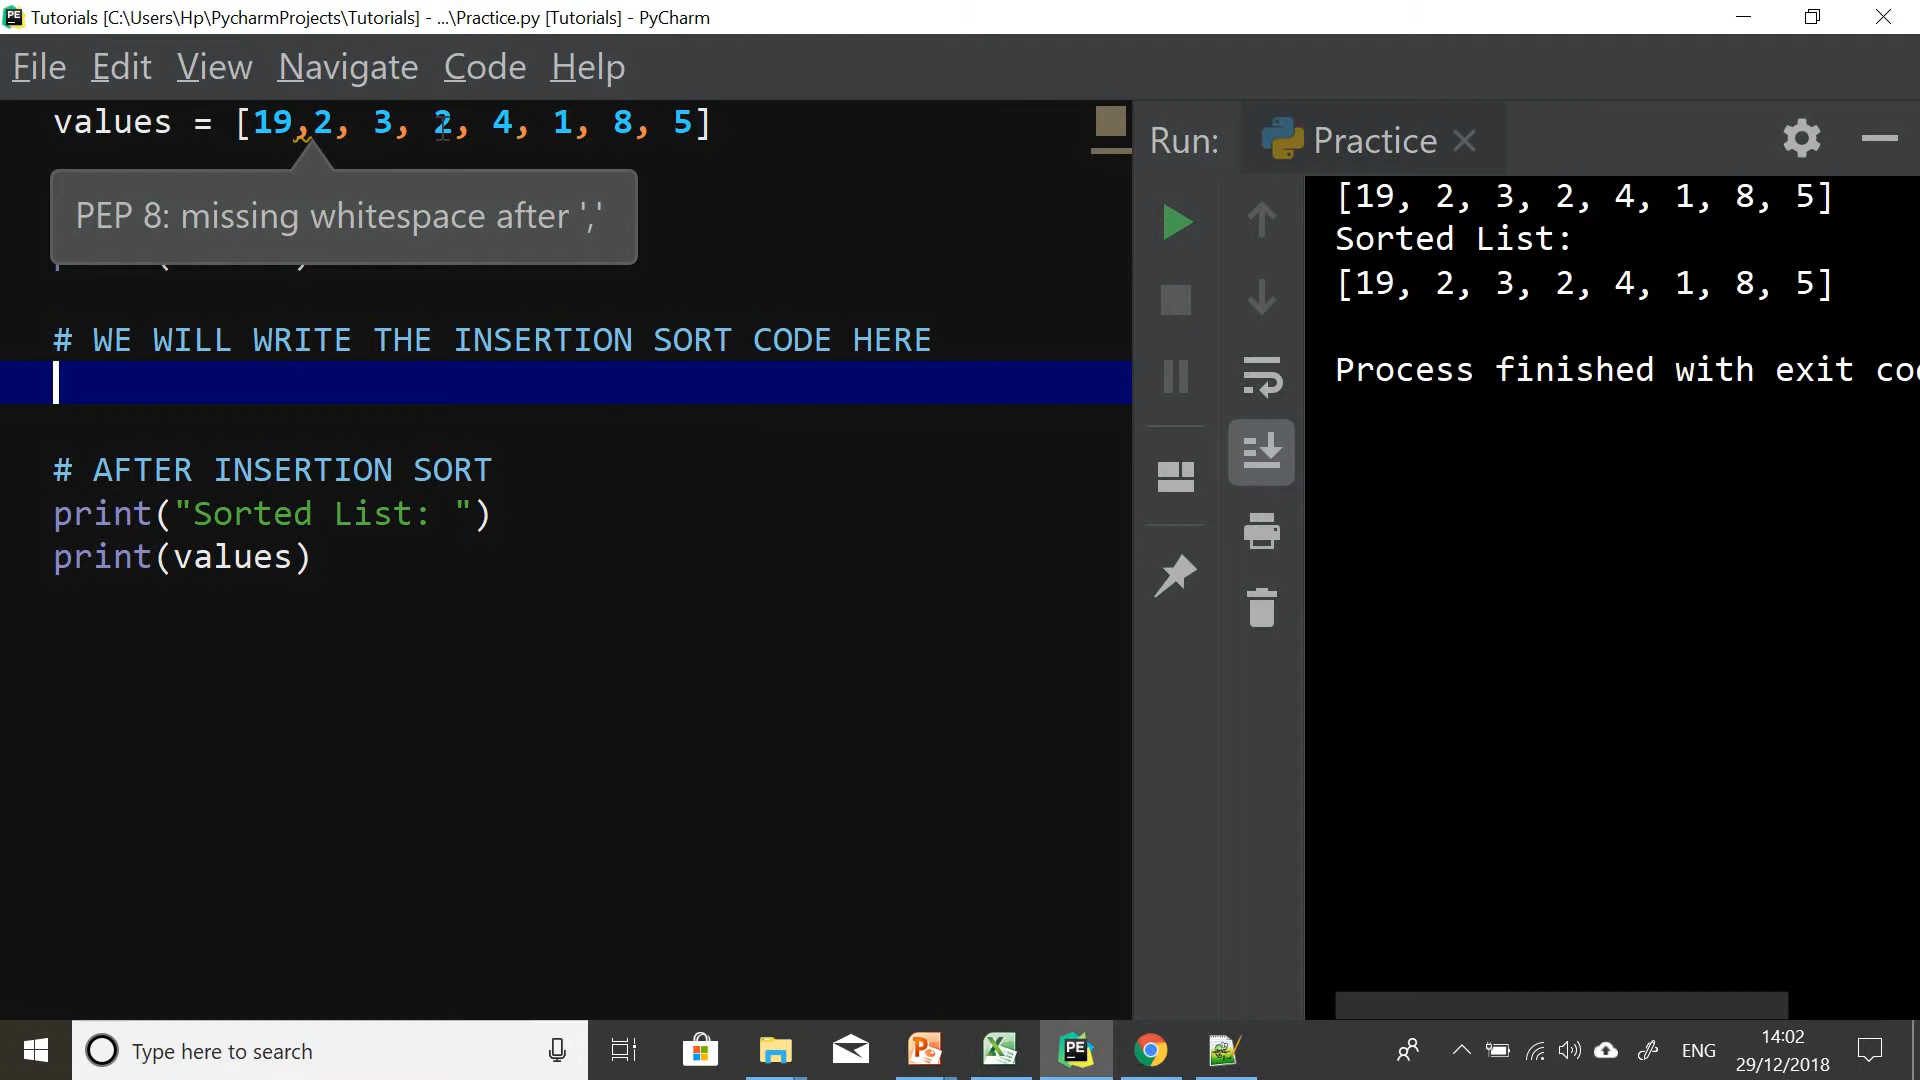 Tutorials [C:\Users\Hp\PycharmProjects\Tutorials] - ...\Practice.py [Tutorials] - PyCharm
File Edit View Navigate Code Help
values = [19,2, 3, 2, 4, 1, 8, 5]
PEP 8: missing whitespace after ','
# WE WILL WRITE THE INSERTION SORT CODE HERE
# AFTER INSERTION SORT
print("Sorted List: ")
print(values)
Run: Practice
[19, 2, 3, 2, 4, 1, 8, 5]
Sorted List:
[19, 2, 3, 2, 4, 1, 8, 5]
Process finished with exit
Type here to search
ENG
14:02
29/12/2018